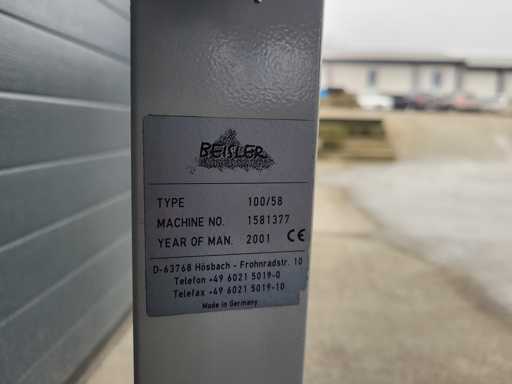 BEISLER
TYPE 100/58
MACHINE NO. 1581377
YEAR OF MAN. 2001 CE
D-63768 Hösbach - Frohnradstr. 10
Telefon +49 6021 5019-0
Telefax +49 6021 5019-10
Made in Germany